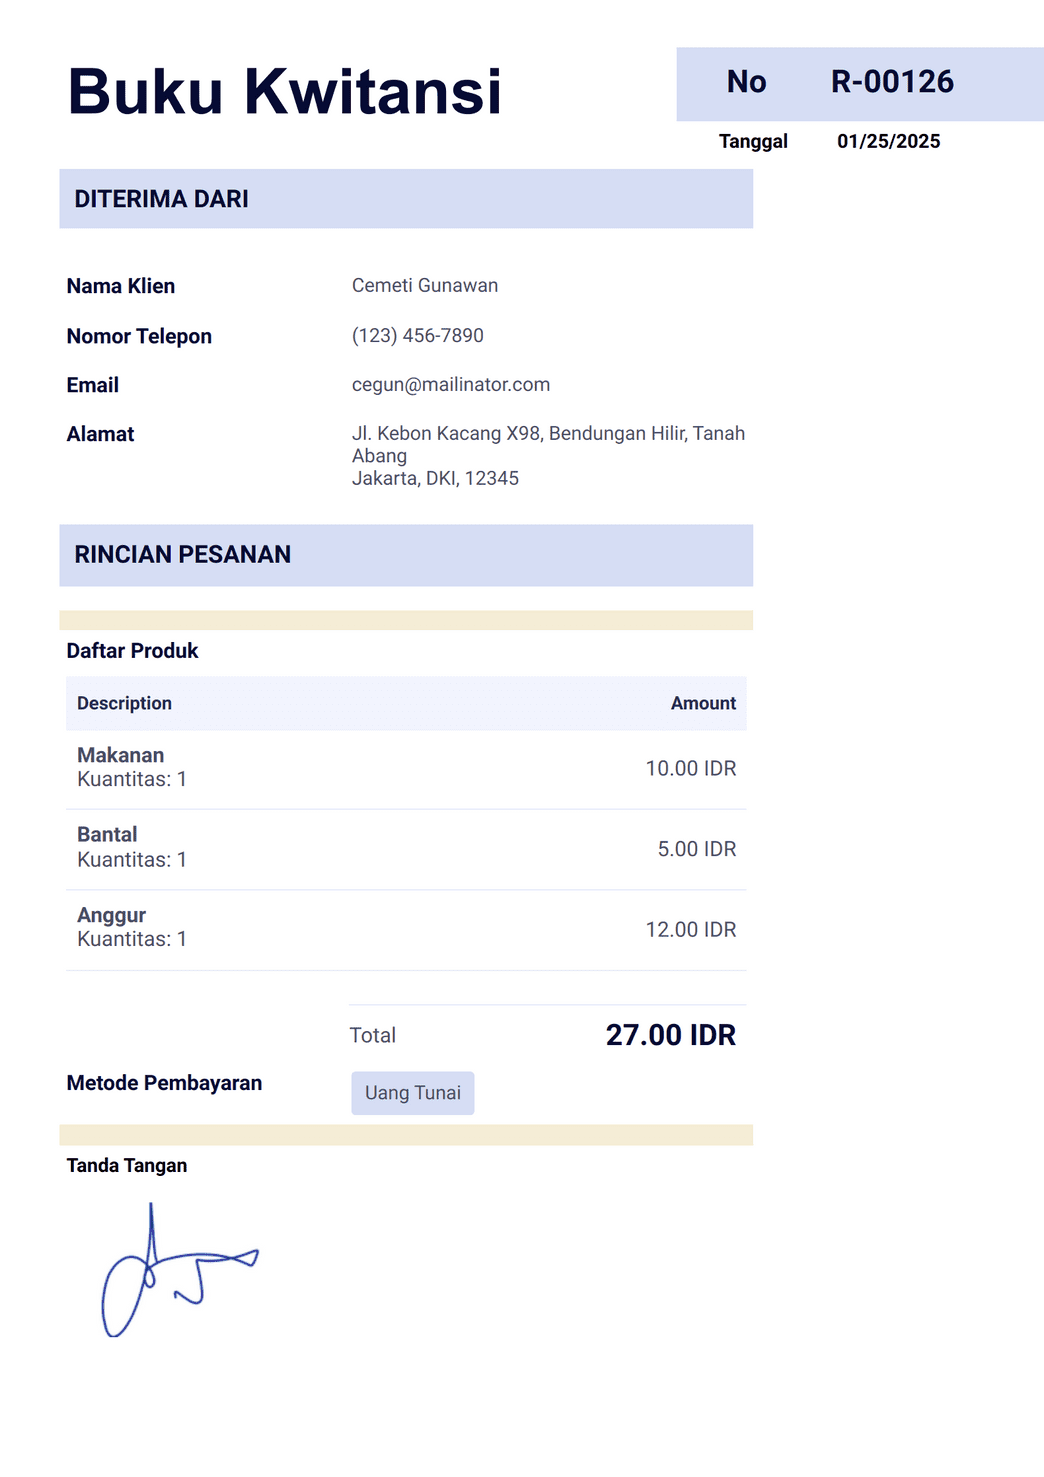 Buku Kwitansi
No R-00126
Tanggal 01/25/2025
DITERIMA DARI
Nama Klien Cemeti Gunawan
Nomor Telepon (123) 456-7890
Email cegun@mailinator.com
Alamat Jl. Kebon Kacang X98, Bendungan Hilir, Tanah
Abang
Jakarta, DKI, 12345
RINCIAN PESANAN
Daftar Produk
Description Amount
Makanan
Kuantitas: 1 10.00 IDR
Bantal
Kuantitas: 1 5.00 IDR
Anggur
Kuantitas: 1 12.00 IDR
Total 27.00 IDR
Metode Pembayaran Uang Tunai
Tanda Tangan